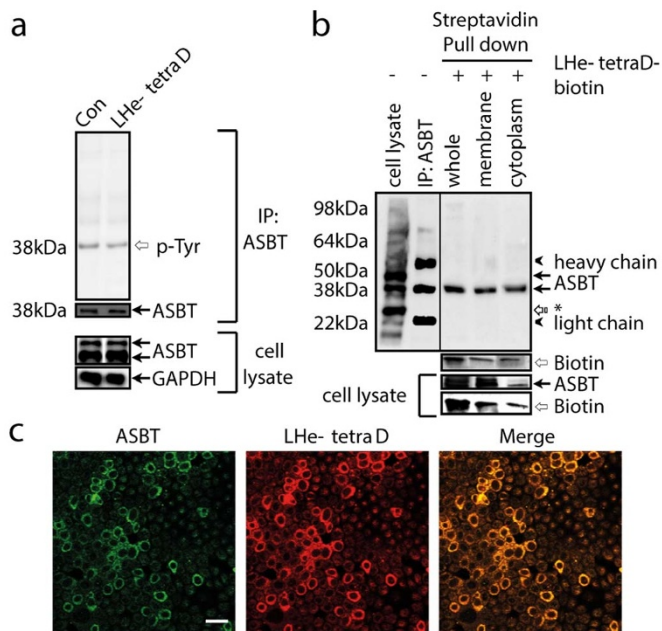 a
Con
LHe- tetra D
38kDa
p-Tyr
IP:
ASBT
38kDa
ASBT
ASBT
GAPDH
cell
lysate
b
Streptavidin
Pull down
- - + + +
LHe- tetraD-
biotin
cell lysate
IP: ASBT
whole
membrane
cytoplasm
98kDa
64kDa
50kDa
38kDa
22kDa
heavy chain
ASBT
*
light chain
Biotin
cell lysate
ASBT
Biotin
c
ASBT
LHe- tetra D
Merge